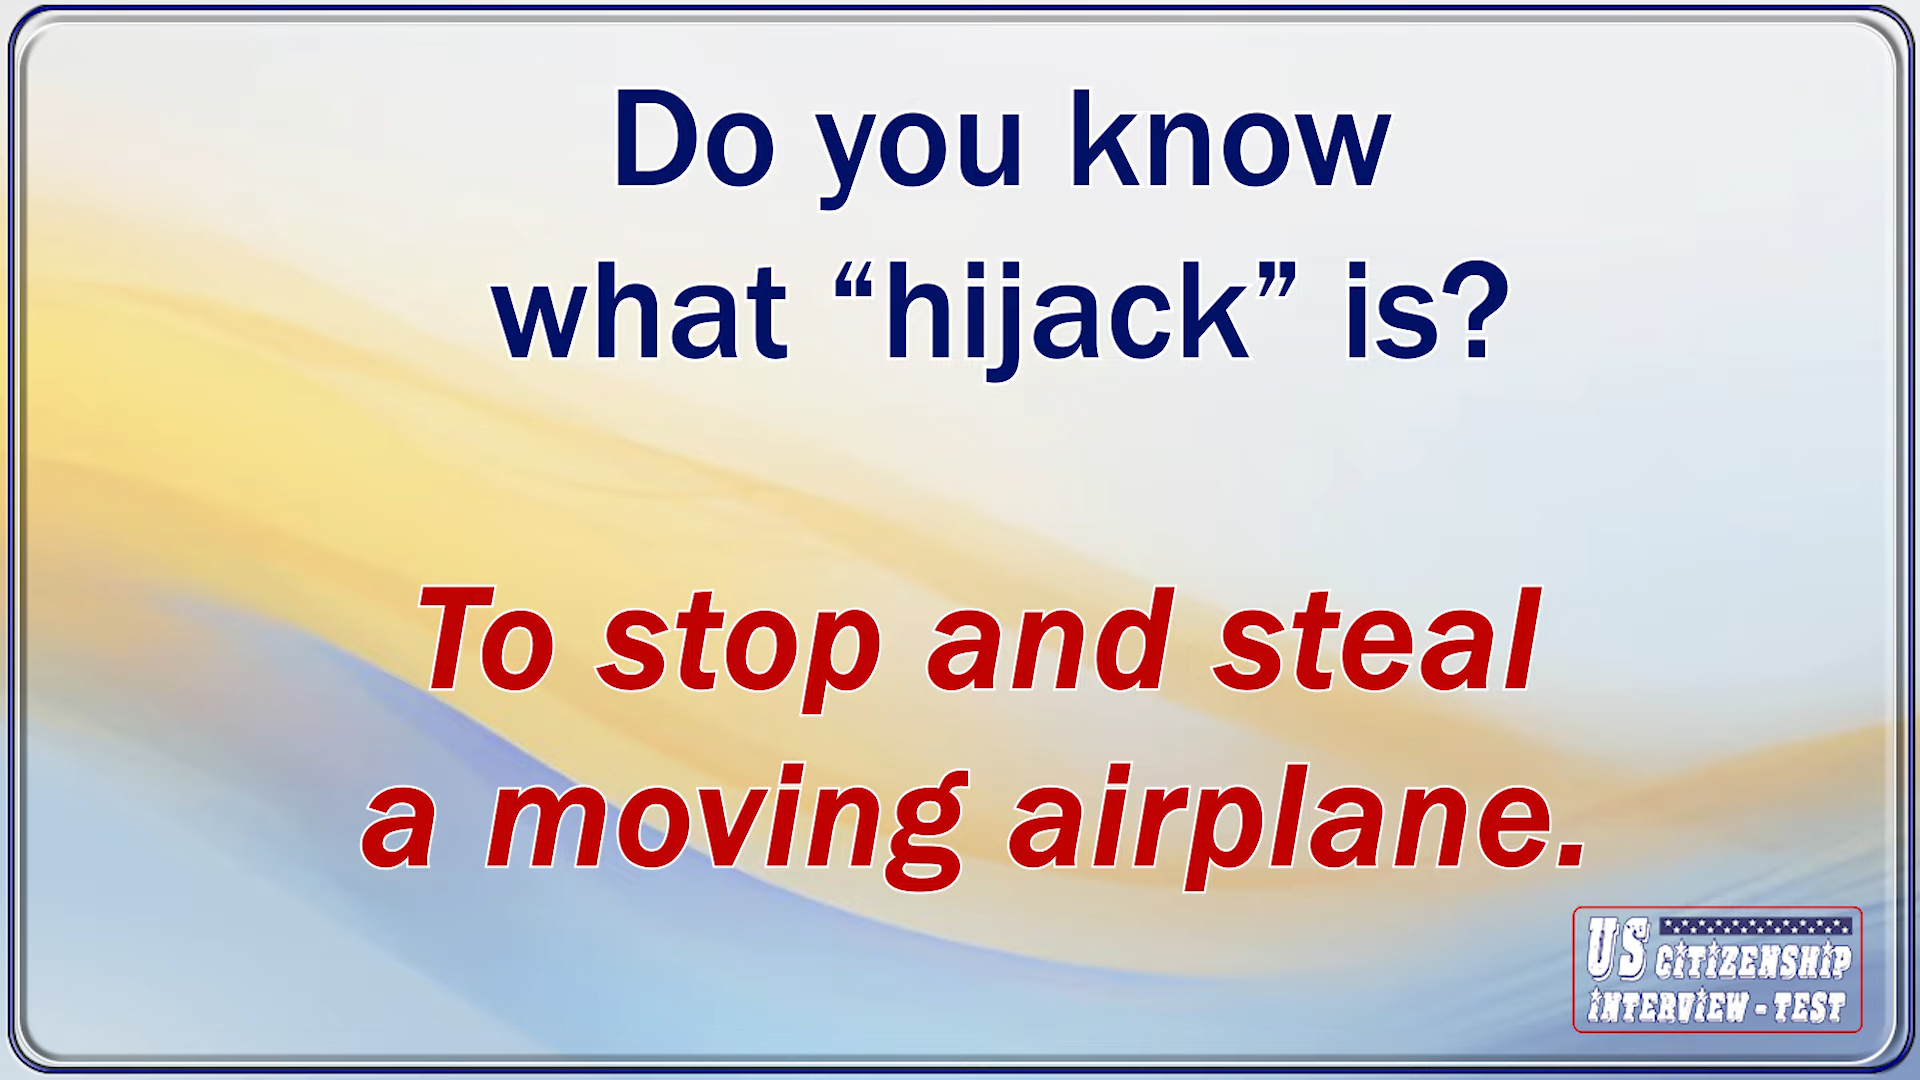 Do you know
what “hijack” is?
To stop and steal
a moving airplane.
US CITIZENSHIP
INTERVIEW - TEST